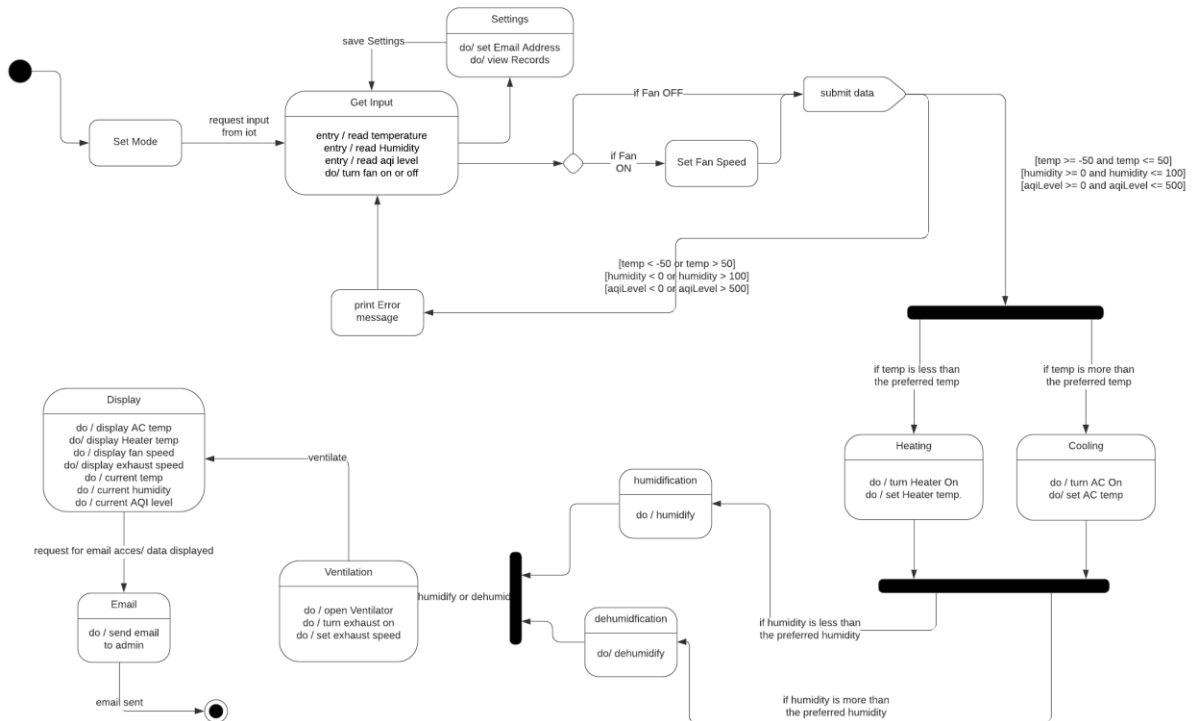 Settings
do/ set Email Address
do/ view Records
save Settings
Get Input
entry / read temperature
entry / read Humidity
entry / read aqi level
do/ turn fan on or off
request input
from iot
Set Mode
if Fan OFF
if Fan
ON
Set Fan Speed
submit data
[temp >= -50 and temp <= 50]
[humidity >= 0 and humidity <= 100]
[aqiLevel >= 0 and aqiLevel <= 500]
[temp < -50 or temp > 50]
[humidity < 0 or humidity > 100]
[aqiLevel < 0 or aqiLevel > 500]
print Error
message
if temp is less than
the preferred temp
if temp is more than
the preferred temp
Heating
do / turn Heater On
do / set Heater temp.
Cooling
do / turn AC On
do/ set AC temp
if humidity is less than
the preferred humidity
if humidity is more than
the preferred humidity
humidification
do / humidify
dehumidfication
do/ dehumidify
humidify or dehumid
Ventilation
do / open Ventilator
do / turn exhaust on
do / set exhaust speed
ventilate
Display
do / display AC temp
do/ display Heater temp
do / display fan speed
do/ display exhaust speed
do / current temp
do / current humidity
do / current AQI level
request for email acces/ data displayed
Email
do / send email
to admin
email sent